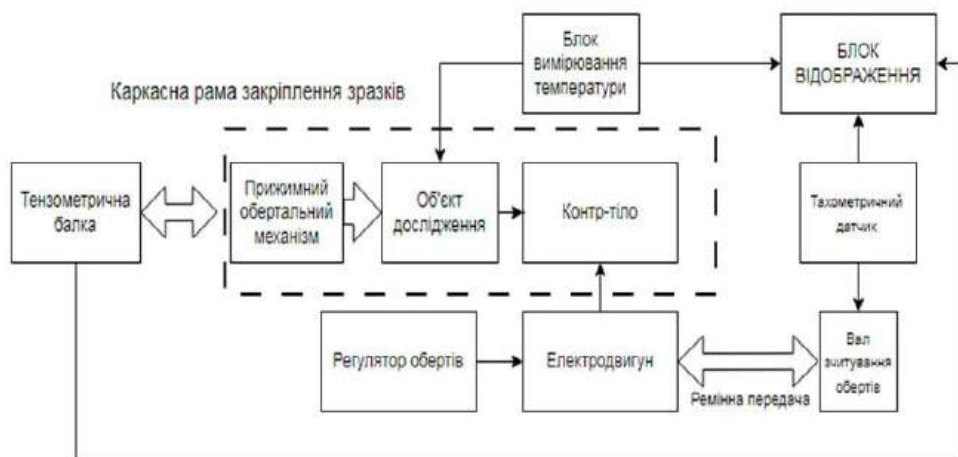 Блок
вимірювання
температури
БЛОК
ВІДОБРАЖЕННЯ
Каркасна рама закріплення зразків
Тензометрична
балка
Прижимний
обертальний
механізм
Об'єкт
дослідження
Контр-тіло
Тахометричний
датчик
Регулятор обертів
Електродвигун
Ремінна передача
Вал
зчитування
обертів